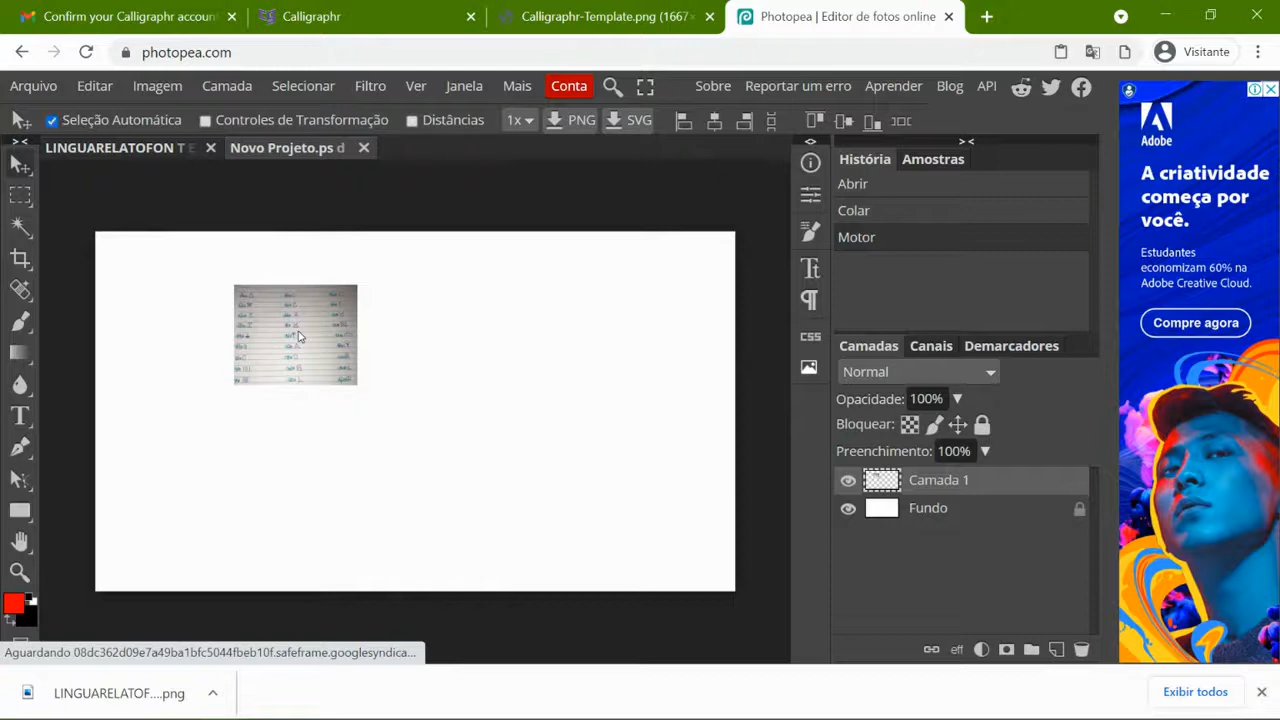 Confirm your Calligraphr accoun
Calligraphr
Calligraphr-Template.png (1667×
Photopea | Editor de fotos online
photopea.com
Visitante
Arquivo Editar Imagem Camada Selecionar Filtro Ver Janela Mais Conta Sobre Reportar um erro Aprender Blog API
Seleção Automática Controles de Transformação Distâncias 1x PNG SVG
LINGUARELATOFON T E Novo Projeto.ps d
> <
> <
<>
História Amostras
Abrir
Colar
Motor
CSS
Camadas Canais Demarcadores
Normal
Opacidade: 100%
Bloquear:
Preenchimento: 100%
Camada 1
Fundo
eff
Adobe
A criatividade
começa por
você.
Estudantes
economizam 60% na
Adobe Creative Cloud.
Compre agora
Aguardando 08dc362d09e7a49ba1bfc5044fbeb10f.safeframe.googlesyndica...
LINGUARELATOF....png
Exibir todos